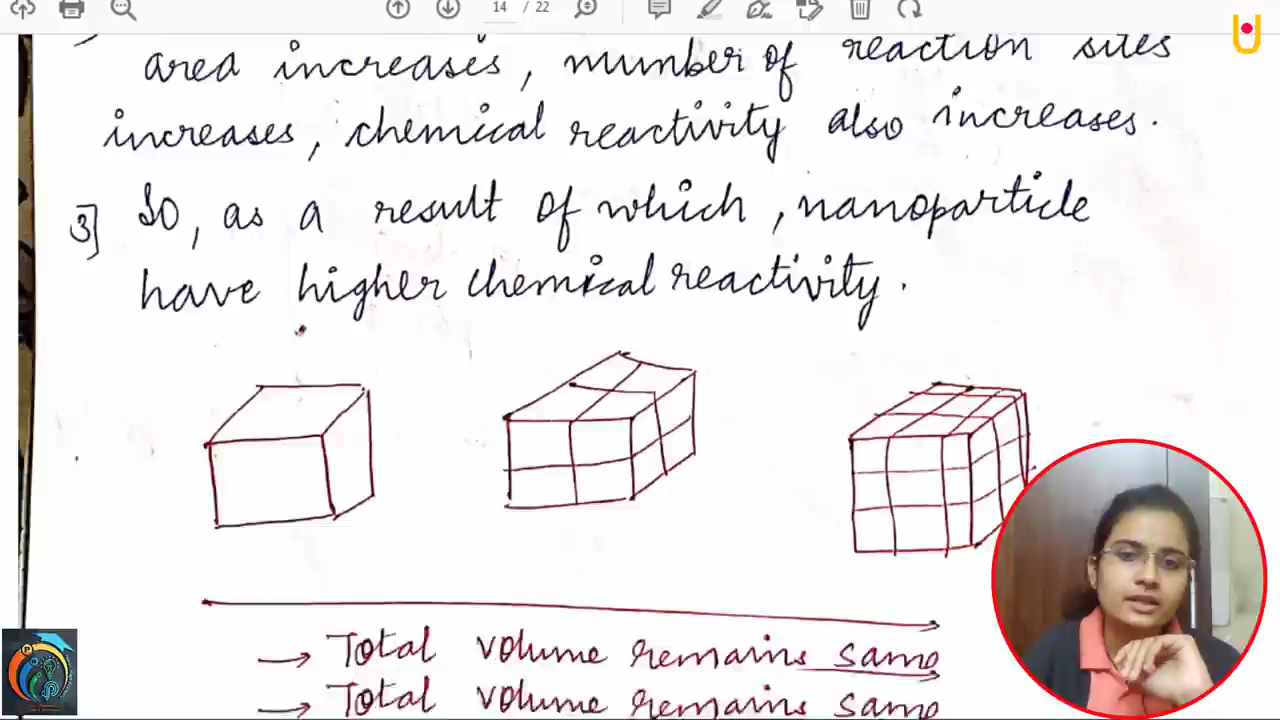 14 / 22
area increases, number of reaction sites
increases, chemical reactivity also increases.
3] So, as a result of which, nanoparticle
have higher chemical reactivity.
→ Total volume remains same
→ Total volume remains same